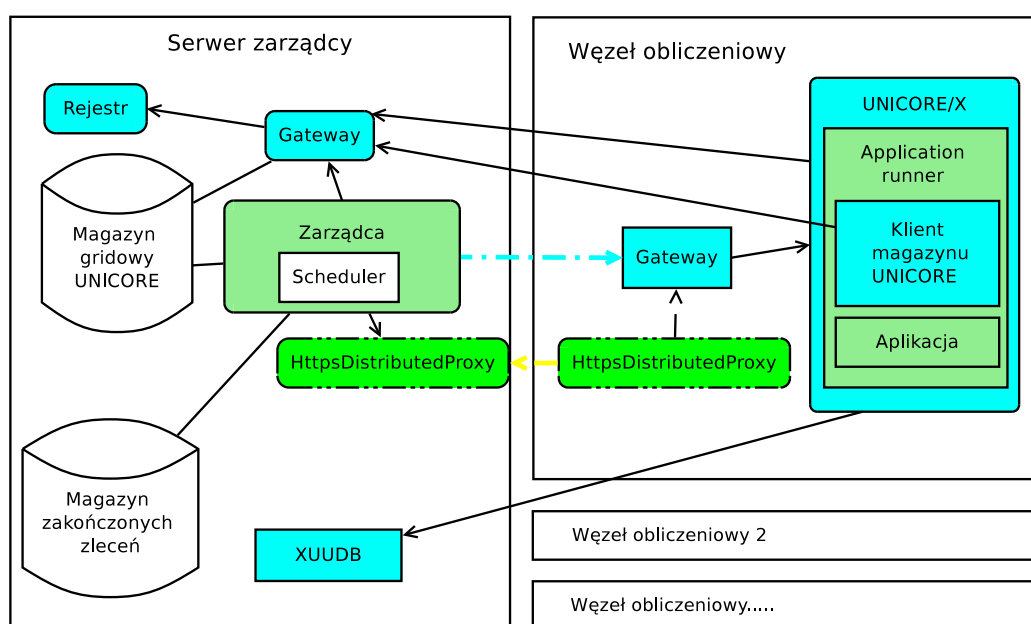 Serwer zarządcy
Rejestr
Gateway
Magazyn
gridowy
UNICORE
Zarządca
Scheduler
HttpsDistributedProxy
Magazyn
zakończonych
zleceń
XUUDB
Węzeł obliczeniowy
UNICORE/X
Application
runner
Klient
magazynu
UNICORE
Aplikacja
Gateway
HttpsDistributedProxy
Węzeł obliczeniowy 2
Węzeł obliczeniowy.....